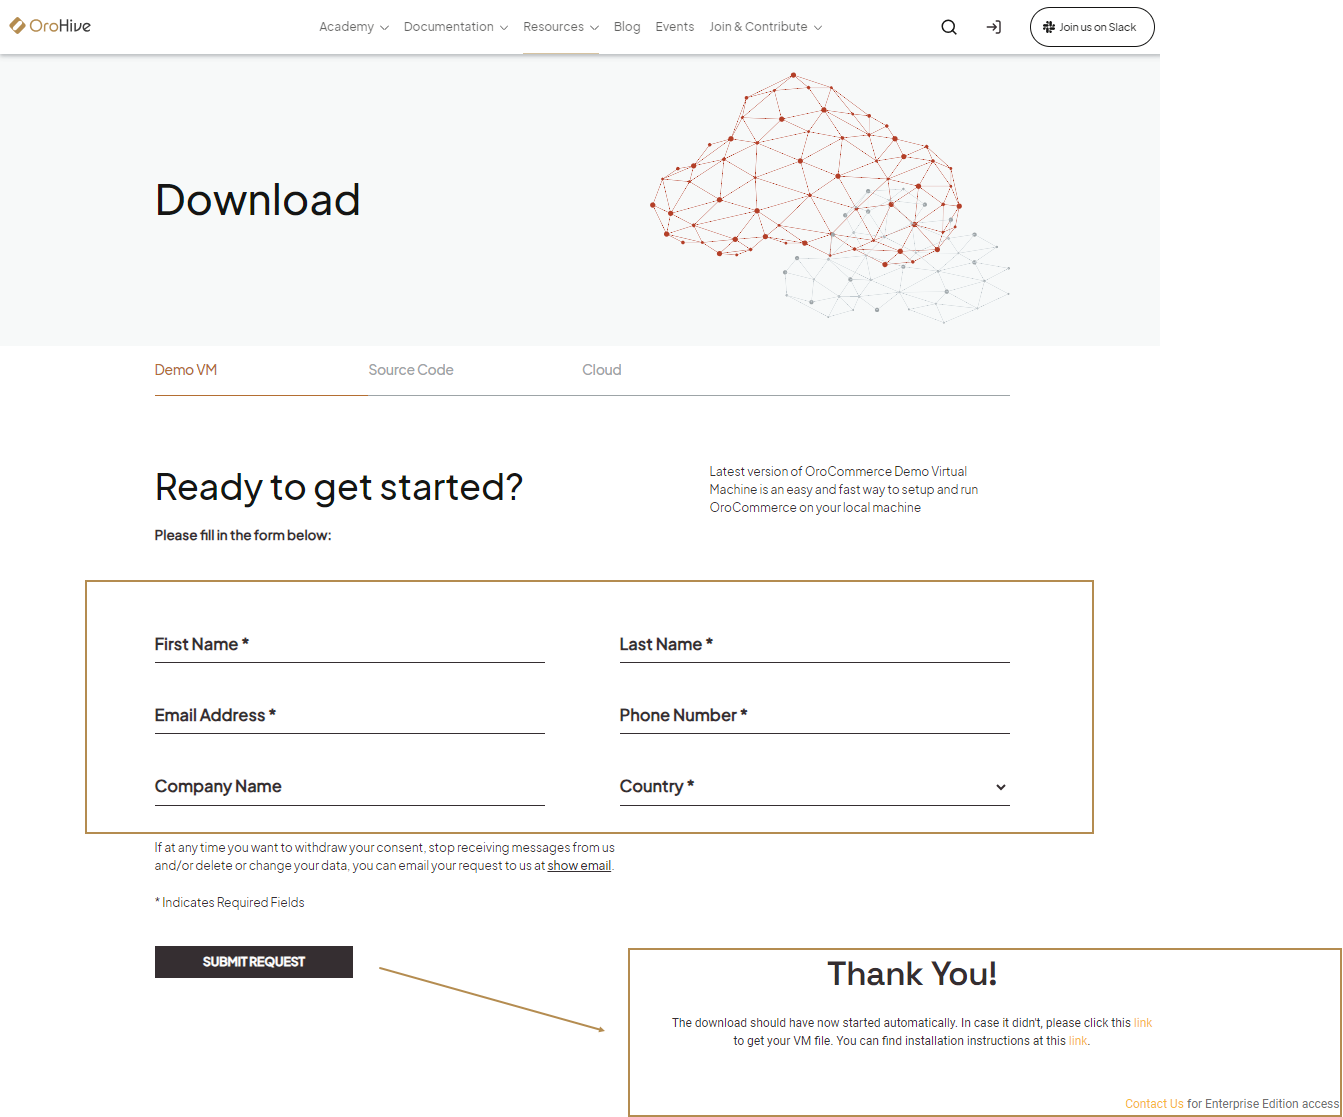 OroHive
Academy Documentation Resources Blog Events Join & Contribute
Join us on Slack
Download
Demo VM Source Code Cloud
Ready to get started?
Please fill in the form below:
Latest version of OroCommerce Demo Virtual
Machine is an easy and fast way to setup and run
OroCommerce on your local machine
First Name * Last Name *
Email Address * Phone Number *
Company Name Country *
If at any time you want to withdraw your consent, stop receiving messages from us
and/or delete or change your data, you can email your request to us at show email.
* Indicates Required Fields
SUBMIT REQUEST
Thank You!
The download should have now started automatically. In case it didn't, please click this link
to get your VM file. You can find installation instructions at this link.
Contact Us for Enterprise Edition access